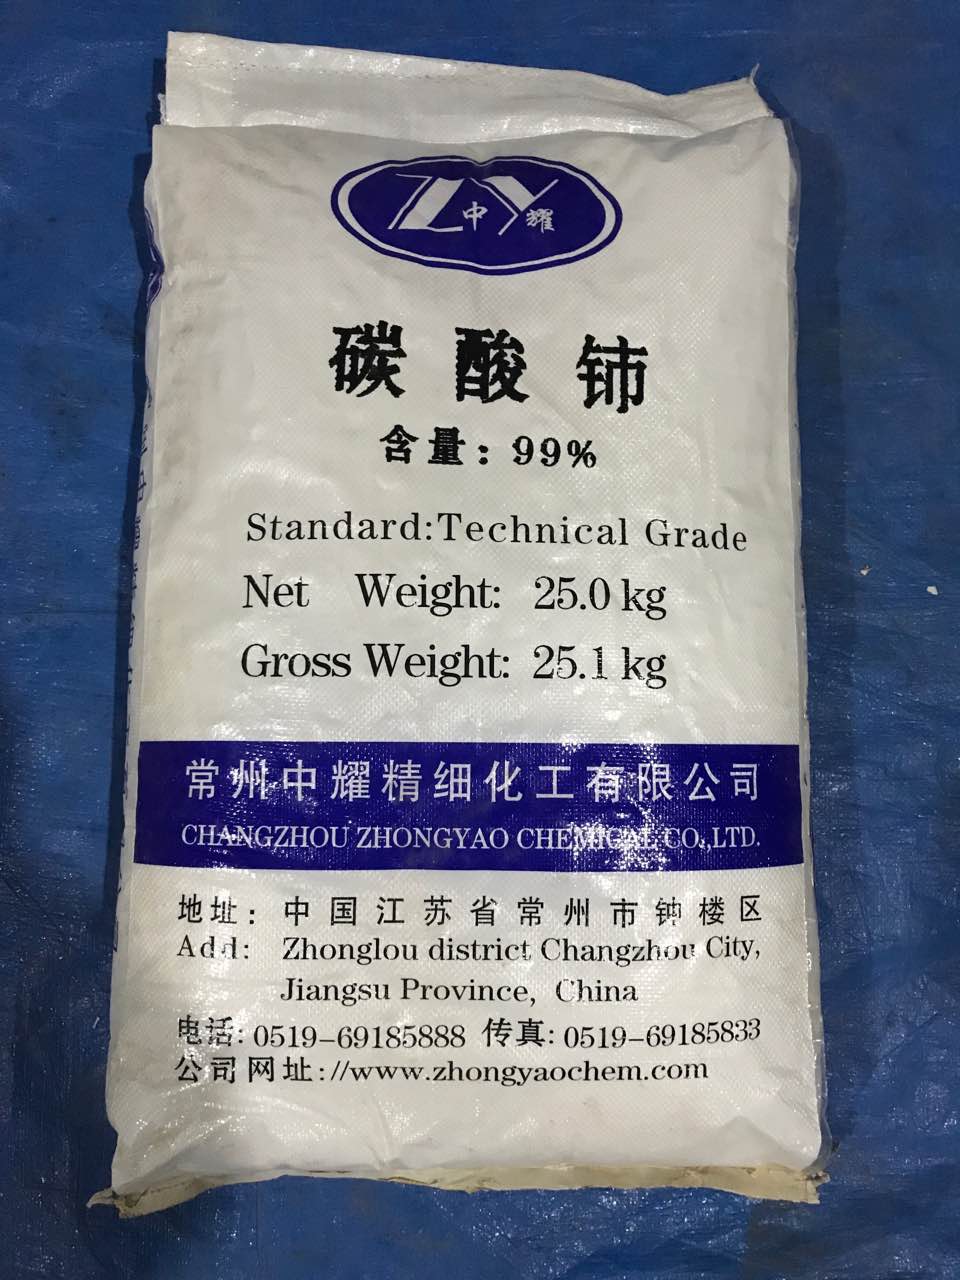 ZY中耀
碳酸铈
含量：99%
Standard:Technical Grade
Net Weight: 25.0 kg
Gross Weight: 25.1 kg
常州中耀精细化工有限公司
CHANGZHOU ZHONGYAO CHEMICAL CO.,LTD.
地址：中国江苏省常州市钟楼区
Add: Zhonglou district Changzhou City,
Jiangsu Province, China
电话: 0519-69185888 传真: 0519-69185833
公司网址://www.zhongyaochem.com